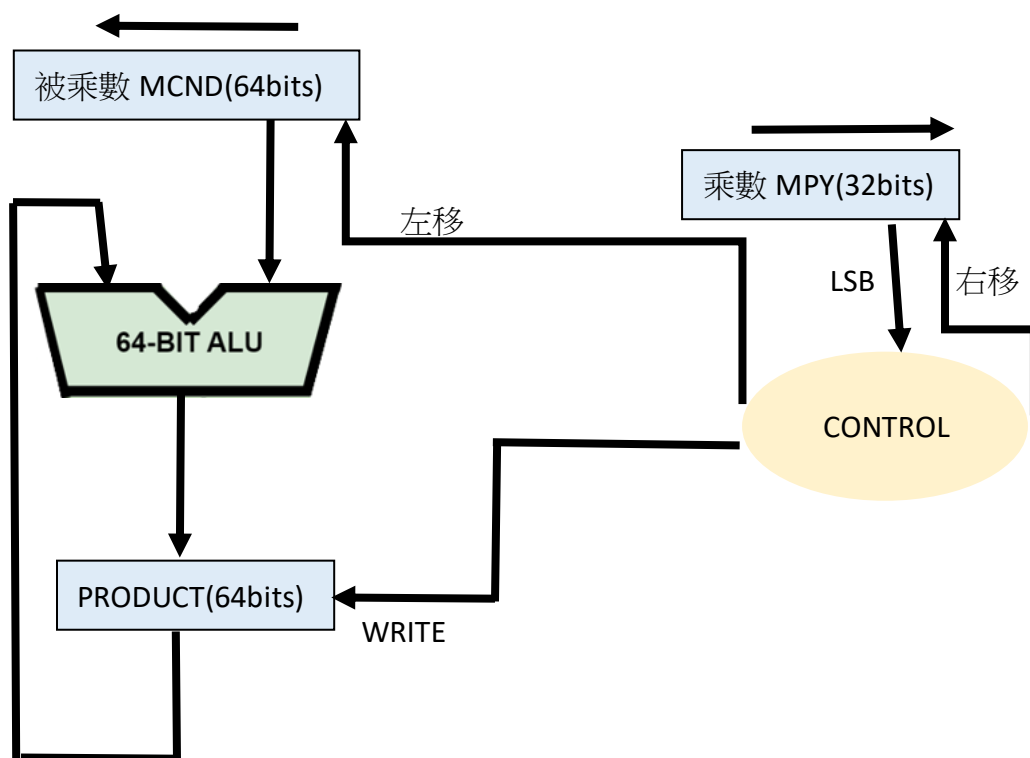 被乘數 MCND(64bits)
乘數 MPY(32bits)
左移
LSB
右移
64-BIT ALU
CONTROL
PRODUCT(64bits)
WRITE